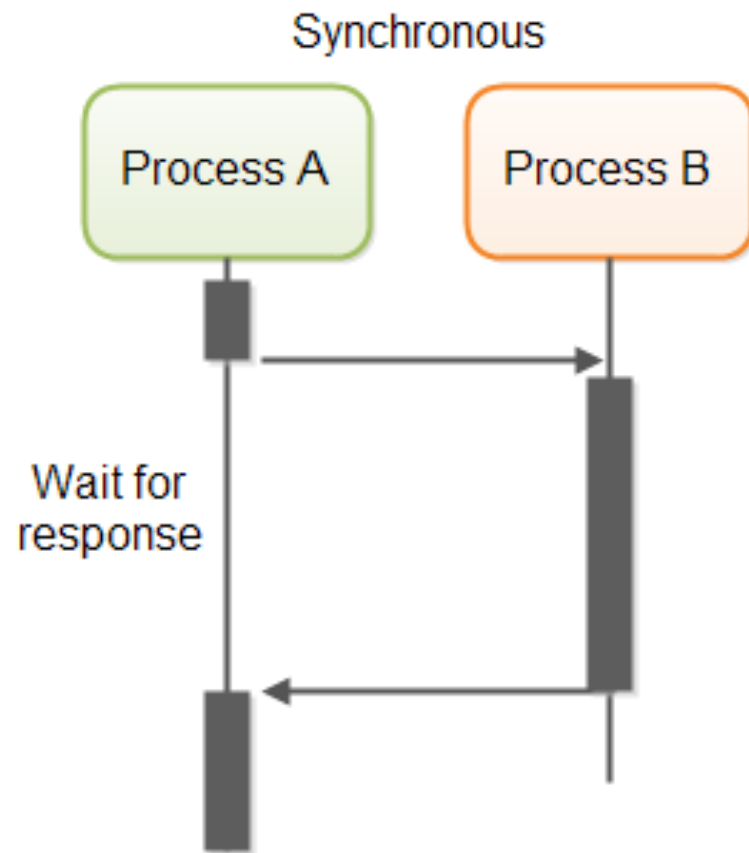 Synchronous
Process A
Process B
Wait for
response